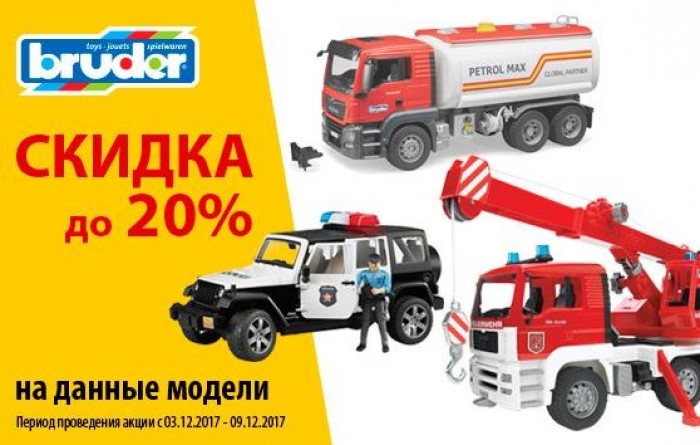 toys · jouets · spielwaren
bruder
СКИДКА
до 20%
на данные модели
Период проведения акции с 03.12.2017 - 09.12.2017
PETROL MAX
GLOBAL PARTNER